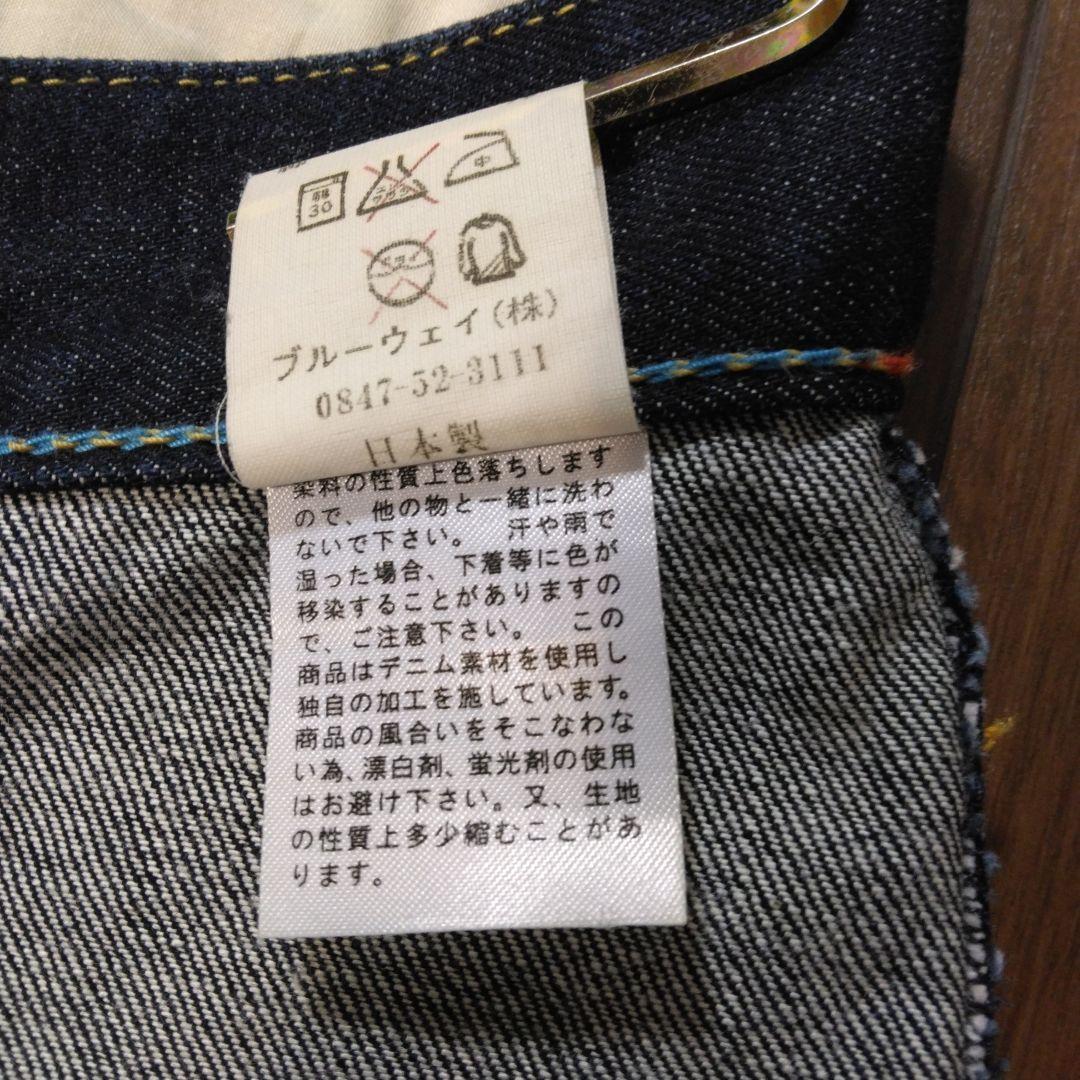 30
中
ブルーウェイ(株)
0847-52-3111
日本製
染料の性質上色落ちします
ので、他の物と一緒に洗わ
ないで下さい。 汗や雨で
湿った場合、下着等に色が
移染することがありますの
で、ご注意下さい。 この
商品はデニム素材を使用し
独自の加工を施しています。
商品の風合いをそこなわな
い為、漂白剤、蛍光剤の使用
はお避け下さい。又、生地
の性質上多少縮むことがあ
ります。